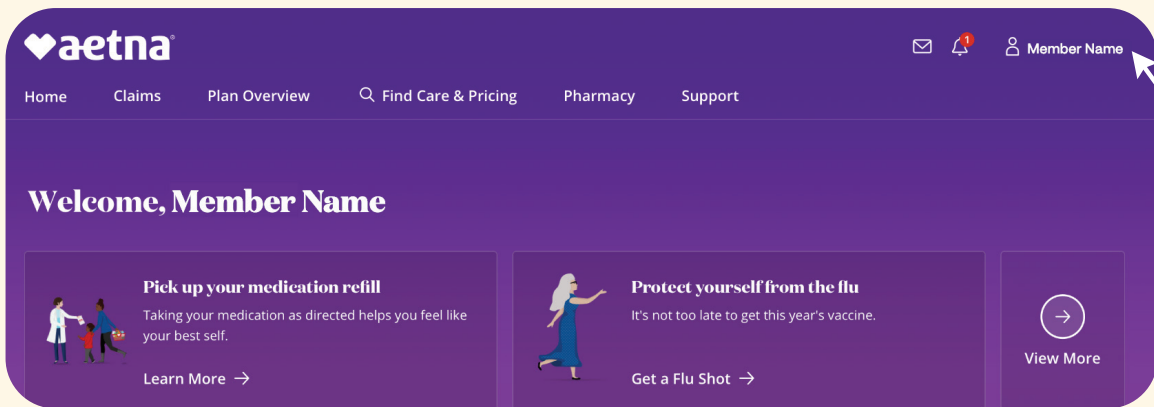 aetna®
1
Member Name
Home Claims Plan Overview Find Care & Pricing Pharmacy Support
Welcome, Member Name
Pick up your medication refill
Taking your medication as directed helps you feel like
your best self.
Learn More →
Protect yourself from the flu
It's not too late to get this year's vaccine.
Get a Flu Shot →
View More